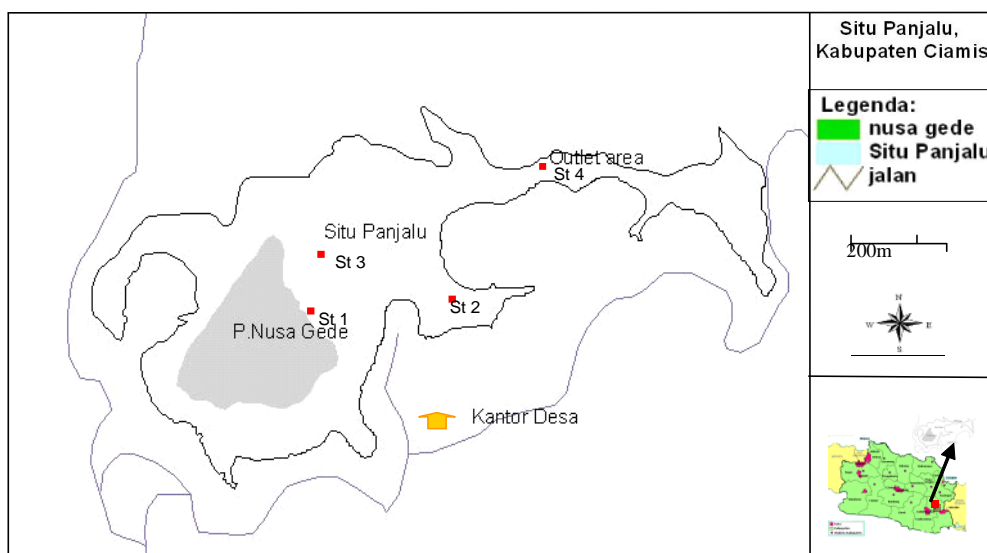 Situ Panjalu,
Kabupaten Ciamis
Legenda:
nusa gede
Situ Panjalu
jalan
200m
N
W E
S
Outlet area
St 4
Situ Panjalu
St 3
St 2
St 1
P.Nusa Gede
Kantor Desa